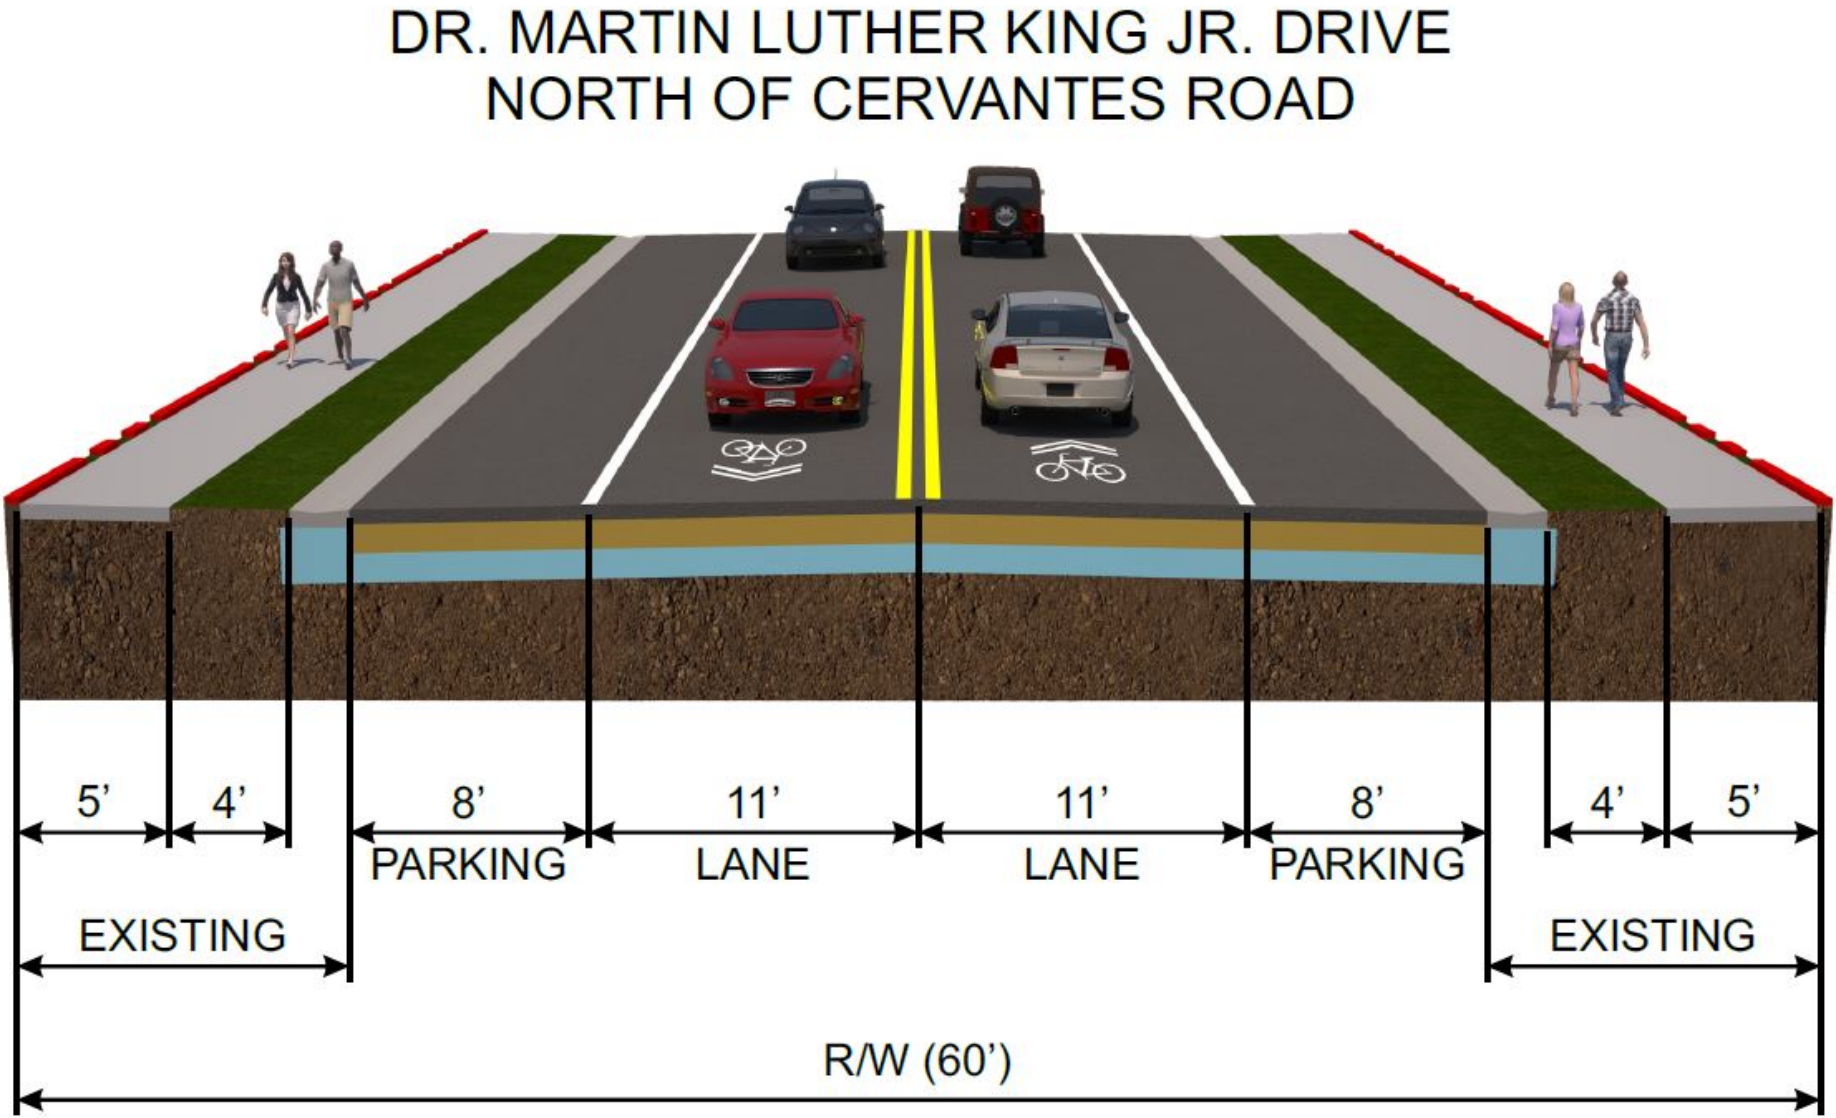 DR. MARTIN LUTHER KING JR. DRIVE
NORTH OF CERVANTES ROAD
5’ 4’ 8’ 11’ 11’ 8’ 4’ 5’
PARKING LANE LANE PARKING
EXISTING EXISTING
R/W (60’)